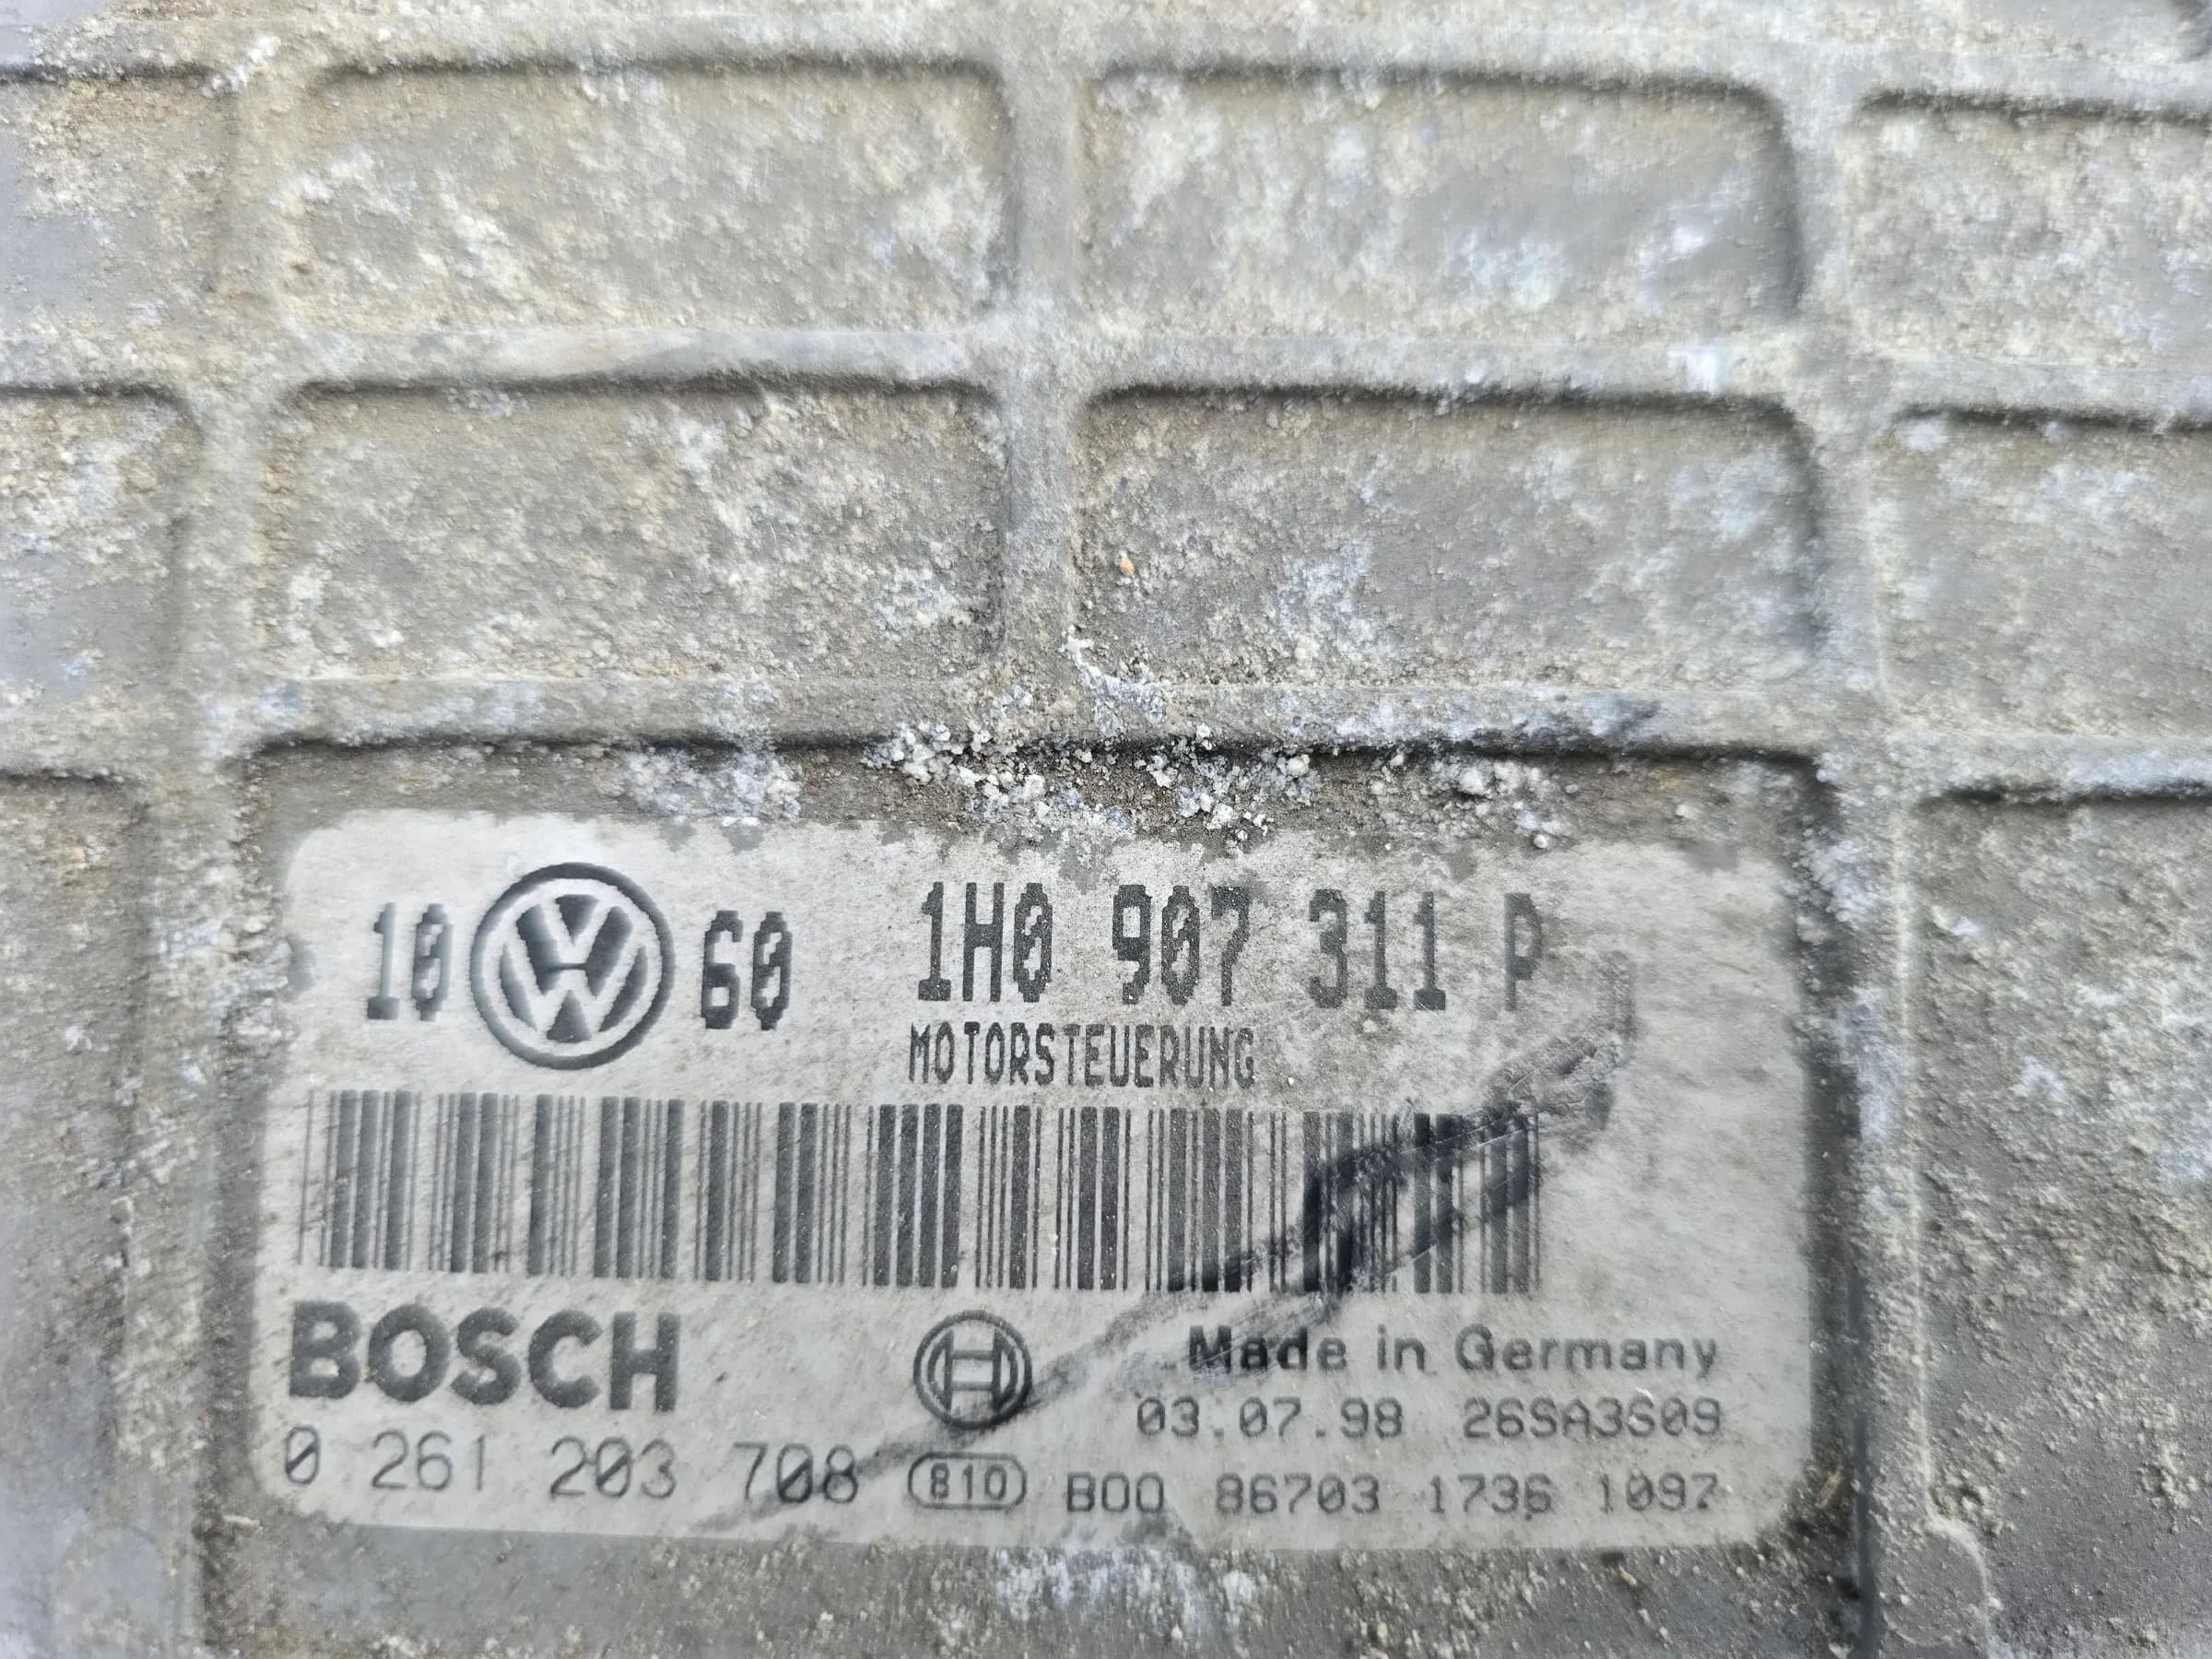 10 VW 60 1H0 907 311 P
MOTORSTEUERUNG
BOSCH
Made in Germany
03.07.98 26SA3S09
0 261 203 708 810 B00 86703 1736 1097